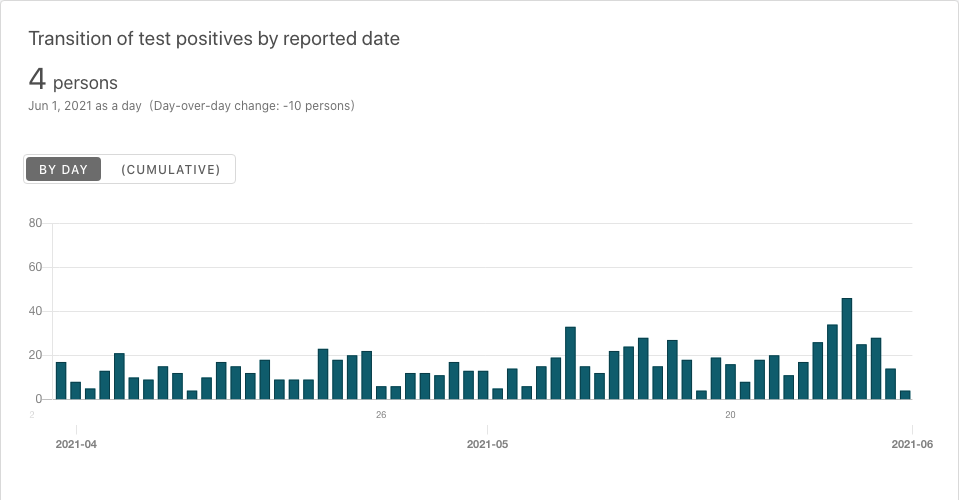 Transition of test positives by reported date
4 persons
Jun 1, 2021 as a day (Day-over-day change: -10 persons)
BY DAY (CUMULATIVE)
80
60
40
20
0
2 26 20
2021-04 2021-05 2021-06